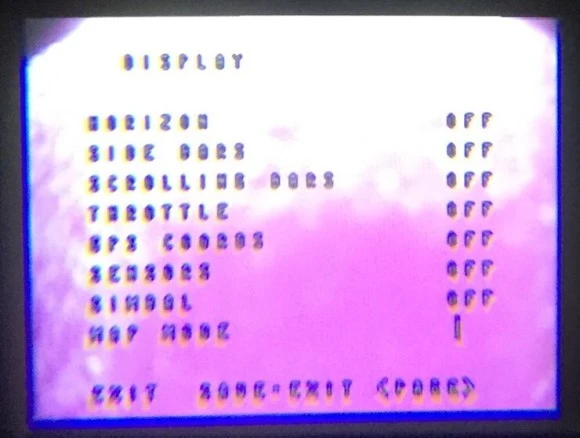 DISPLAY
HORIZON OFF
SIDE BARS OFF
SCROLLING BARS OFF
THROTTLE OFF
GPS COORDS OFF
SENSORS OFF
GIMBAL OFF
MAP MODE
EXIT SAVE+EXIT <PAGE>